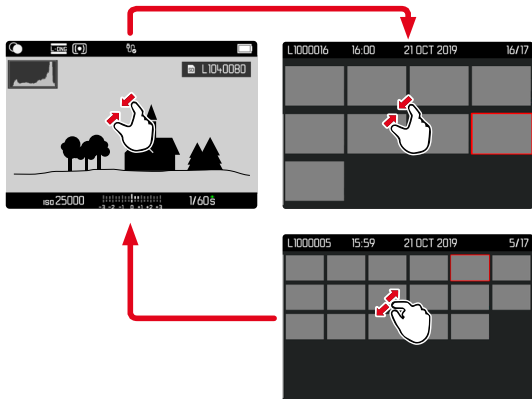 L-DNG
L1040080
ISO 25000
-3 -2 -1 0 +1 +2 +3
1/60s
L1000016 16:00 21 OCT 2019 16/17
L1000005 15:59 21 OCT 2019 5/17